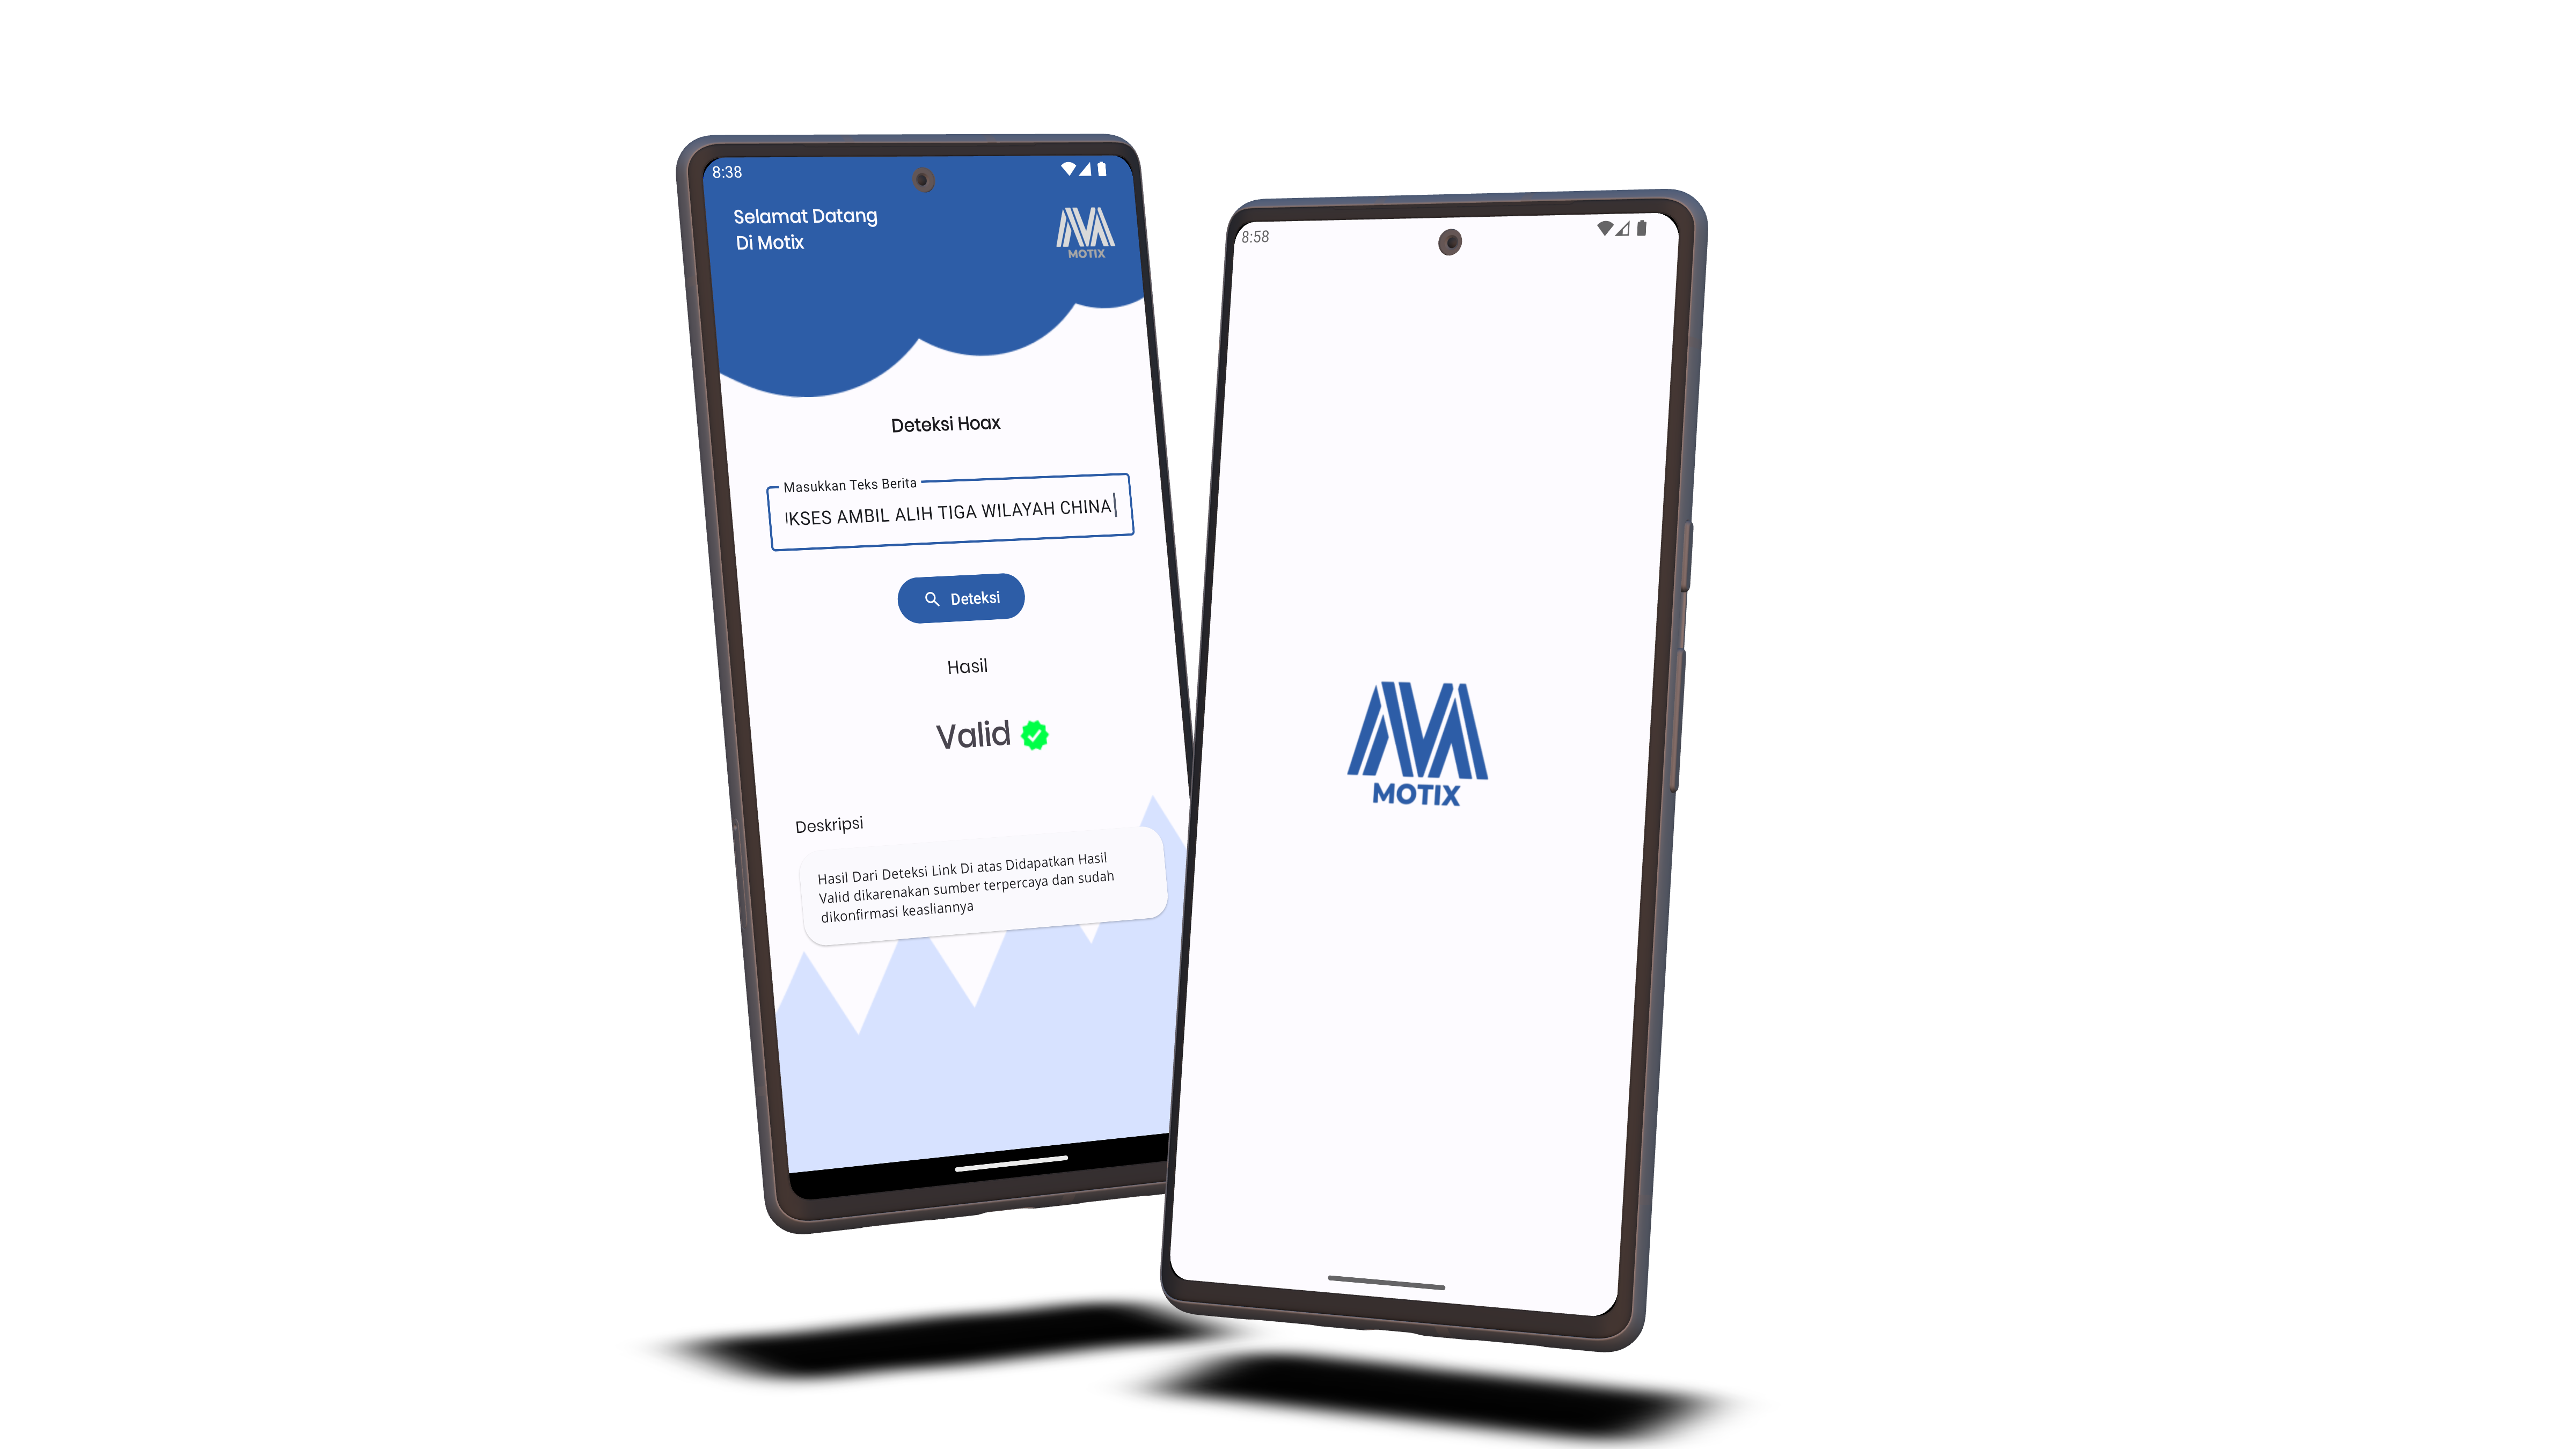 8:38
Selamat Datang
Di Motix
MOTIX
Deteksi Hoax
Masukkan Teks Berita
AMBIL ALIH TIGA WILAYAH CHINA
Deteksi
Hasil
Valid
Deskripsi
Hasil Dari Deteksi Link Di atas Didapatkan Hasil
Valid dikarenakan sumber terpercaya dan sudah
dikonfirmasi keasliannya
8:58
MOTIX